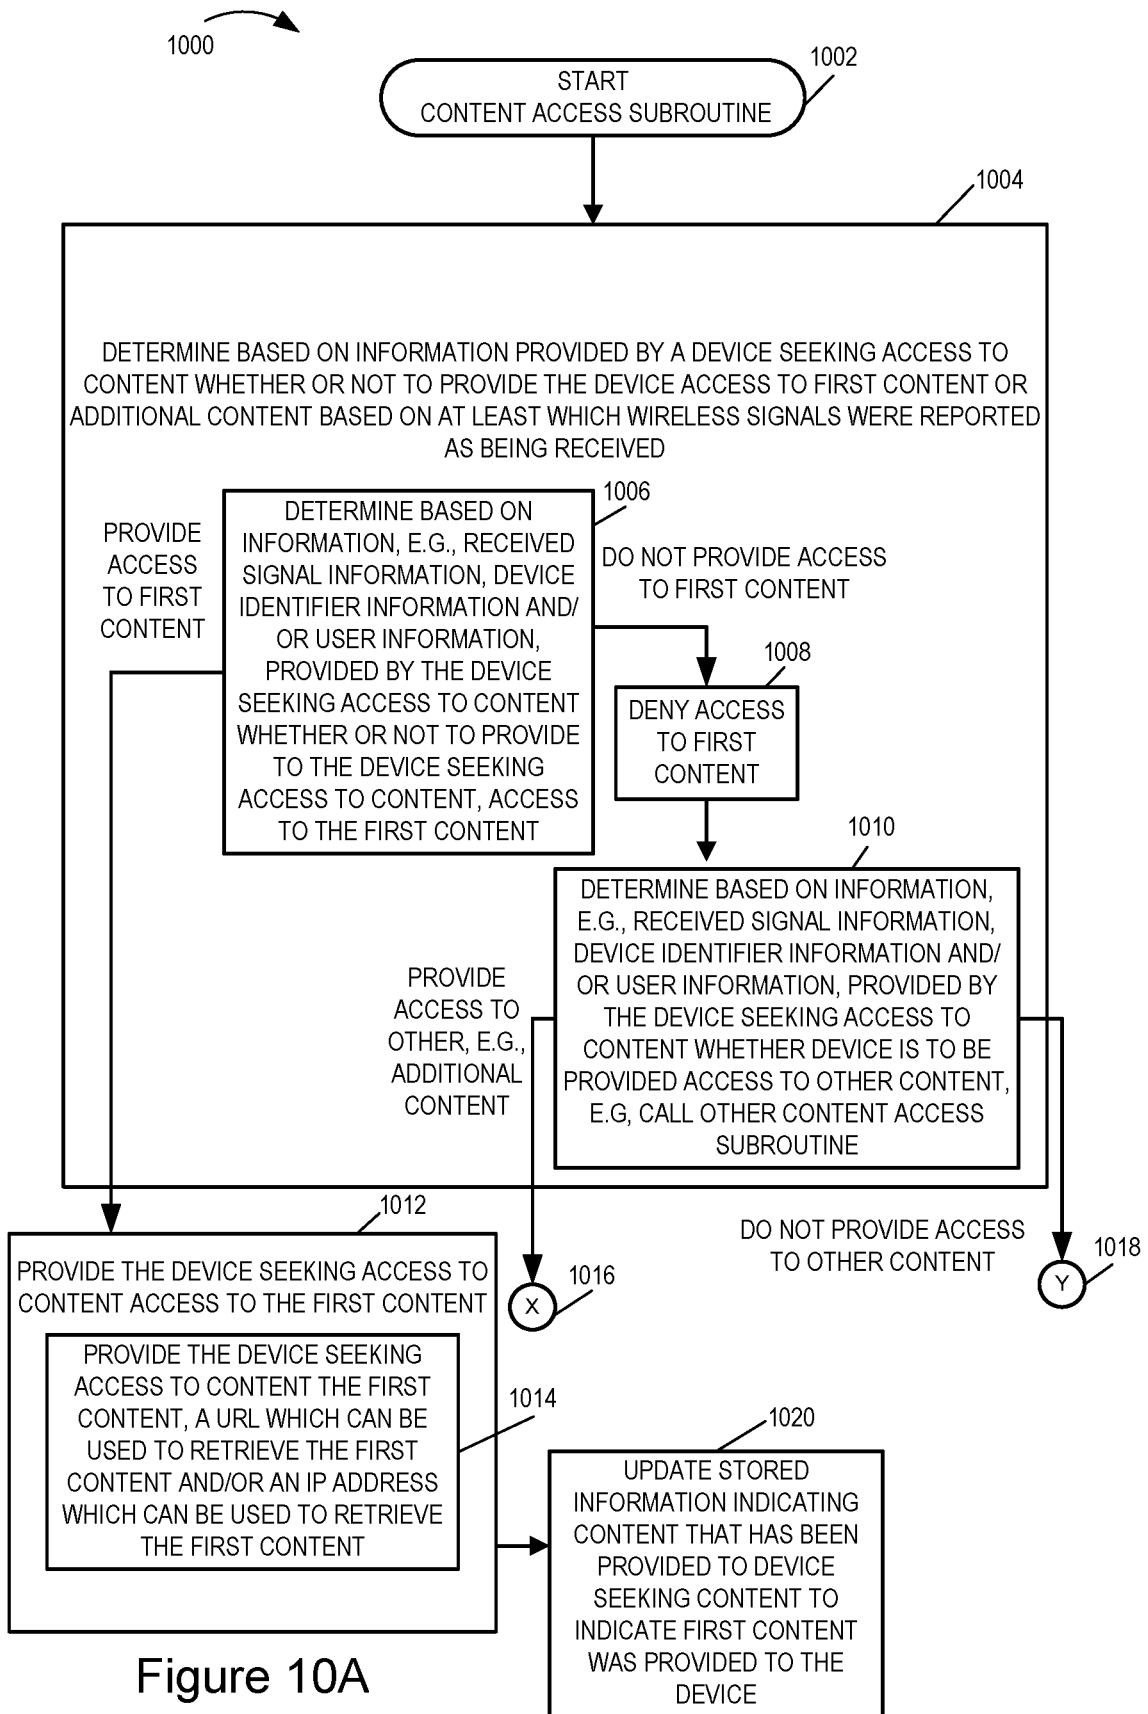 1000
START
CONTENT ACCESS SUBROUTINE
1002
1004
DETERMINE BASED ON INFORMATION PROVIDED BY A DEVICE SEEKING ACCESS TO
CONTENT WHETHER OR NOT TO PROVIDE THE DEVICE ACCESS TO FIRST CONTENT OR
ADDITIONAL CONTENT BASED ON AT LEAST WHICH WIRELESS SIGNALS WERE REPORTED
AS BEING RECEIVED
PROVIDE
ACCESS
TO FIRST
CONTENT
1006
DETERMINE BASED ON
INFORMATION, E.G., RECEIVED
SIGNAL INFORMATION, DEVICE
IDENTIFIER INFORMATION AND/
OR USER INFORMATION,
PROVIDED BY THE DEVICE
SEEKING ACCESS TO CONTENT
WHETHER OR NOT TO PROVIDE
TO THE DEVICE SEEKING
ACCESS TO CONTENT, ACCESS
TO THE FIRST CONTENT
DO NOT PROVIDE ACCESS
TO FIRST CONTENT
1008
DENY ACCESS
TO FIRST
CONTENT
1010
DETERMINE BASED ON INFORMATION,
E.G., RECEIVED SIGNAL INFORMATION,
DEVICE IDENTIFIER INFORMATION AND/
OR USER INFORMATION, PROVIDED BY
THE DEVICE SEEKING ACCESS TO
CONTENT WHETHER DEVICE IS TO BE
PROVIDED ACCESS TO OTHER CONTENT,
E.G, CALL OTHER CONTENT ACCESS
SUBROUTINE
PROVIDE
ACCESS TO
OTHER, E.G.,
ADDITIONAL
CONTENT
1012
PROVIDE THE DEVICE SEEKING ACCESS TO
CONTENT ACCESS TO THE FIRST CONTENT
X
1016
DO NOT PROVIDE ACCESS
TO OTHER CONTENT
Y
1018
PROVIDE THE DEVICE SEEKING
ACCESS TO CONTENT THE FIRST
CONTENT, A URL WHICH CAN BE
USED TO RETRIEVE THE FIRST
CONTENT AND/OR AN IP ADDRESS
WHICH CAN BE USED TO RETRIEVE
THE FIRST CONTENT
1014
1020
UPDATE STORED
INFORMATION INDICATING
CONTENT THAT HAS BEEN
PROVIDED TO DEVICE
SEEKING CONTENT TO
INDICATE FIRST CONTENT
WAS PROVIDED TO THE
DEVICE
Figure 10A